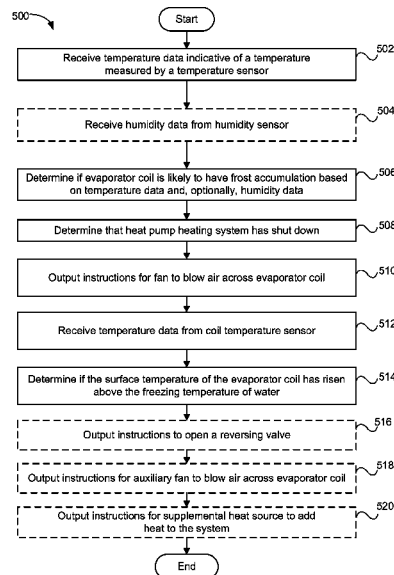 500
Start
Receive temperature data indicative of a temperature
measured by a temperature sensor
502
Receive humidity data from humidity sensor
504
Determine if evaporator coil is likely to have frost accumulation based
on temperature data and, optionally, humidity data
506
Determine that heat pump heating system has shut down
508
Output instructions for fan to blow air across evaporator coil
510
Receive temperature data from coil temperature sensor
512
Determine if the surface temperature of the evaporator coil has risen
above the freezing temperature of water
514
Output instructions to open a reversing valve
516
Output instructions for auxiliary fan to blow air across evaporator coil
518
Output instructions for supplemental heat source to add
heat to the system
520
End